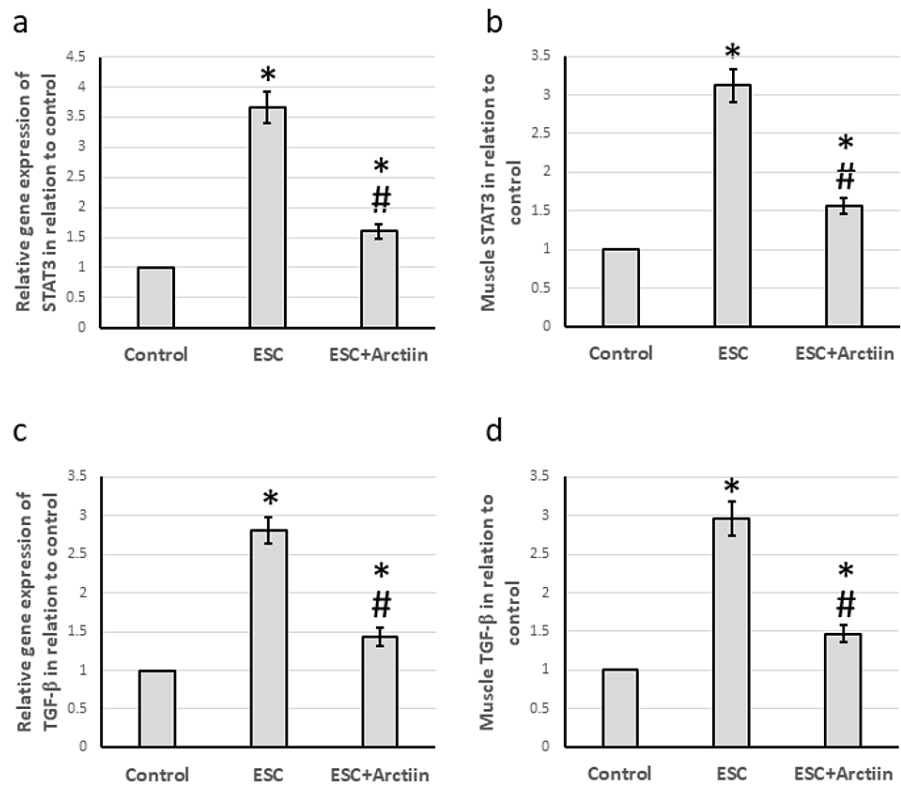 a
Relative gene expression of
STAT3 in relation to control
4.5
4
3.5
3
2.5
2
1.5
1
0.5
0
*
*
#
Control ESC ESC+Arctiin
b
Muscle STAT3 in relation to
control
3.5
3
2.5
2
1.5
1
0.5
0
*
*
#
Control ESC ESC+Arctiin
c
Relative gene expression of
TGF-β in relation to control
3.5
3
2.5
2
1.5
1
0.5
0
*
*
#
Control ESC ESC+Arctiin
d
Muscle TGF-β in relation to
control
3.5
3
2.5
2
1.5
1
0.5
0
*
*
#
Control ESC ESC+Arctiin